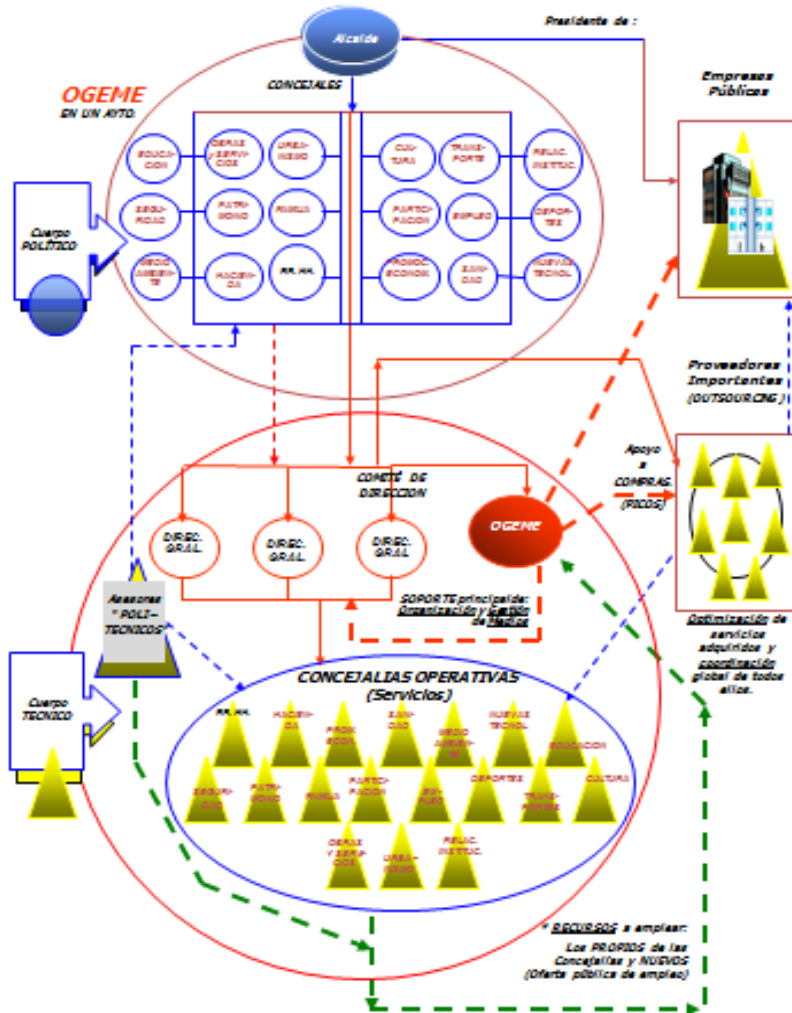 Presidente de :
Alcalde
CONCEJALES
OGEME
EN UN AYTO.
Empresas
Públicas
EDUCA-
CION
OBRAS
y SERVI-
CIOS
URBA-
NISMO
CUL-
TURA
TRANS-
PORTE
RELAC.
INSTITUC.
SEGU-
RIDAD
PATRI-
MONIO
FAMILIA
PARTICI-
PACION
EMPLEO
DEPOR-
TES
MEDIO
AMBIEN-
TE
HACIEN-
DA
RR. HH.
PROMOC.
ECONOM.
SANI-
DAD
NUEVAS
TECNOL.
Cuerpo
POLÍTICO
Proveedores
Importantes
(OUTSOURCING)
COMITÉ DE
DIRECCION
Apoyo
a
COMPRAS.
(PICOS)
DIREC.
GRAL.
DIREC.
GRAL.
DIREC.
GRAL
OGEME
SOPORTE principal de:
Organización y Gestión
de Medios
Asesores
" POLI-
TECNICOS"
Optimización de
servicios
adquiridos y
coordinación
global de todos
ellos.
Cuerpo
TECNICO
CONCEJALIAS OPERATIVAS
(Servicios)
RR. HH.
HACIEN-
DA
PROM.
ECON.
SANI-
DAD
MEDIO
AMBIEN-
TE
NUEVAS
TECNOL
EDUCACION
SEGURI-
DAD
PATRI-
MONIO
FAMILIA
PARTICI-
PACION
EM-
PLEO
DEPORTES
TRANS-
PORTES
CULTURA
OBRAS
Y SERVI-
CIOS
URBA-
NISMO
RELAC.
INSTITUC.
* RECURSOS a emplear:
Los PROPIOS de las
Concejalías y NUEVOS
(Oferta pública de empleo)